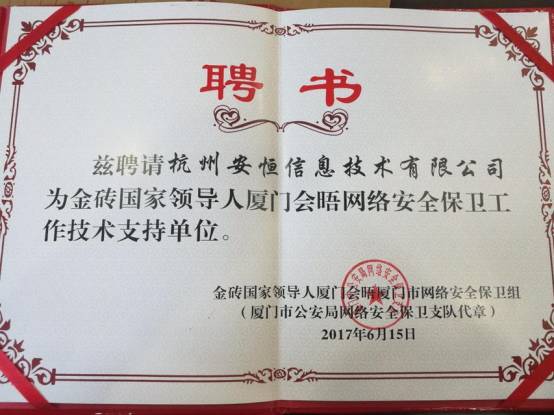 聘书
兹聘请杭州安恒信息技术有限公司
为金砖国家领导人厦门会晤网络安全保卫工
作技术支持单位。
金砖国家领导人厦门会晤厦门市网络安全保卫组
（厦门市公安局网络安全保卫支队代章）
2017年6月15日